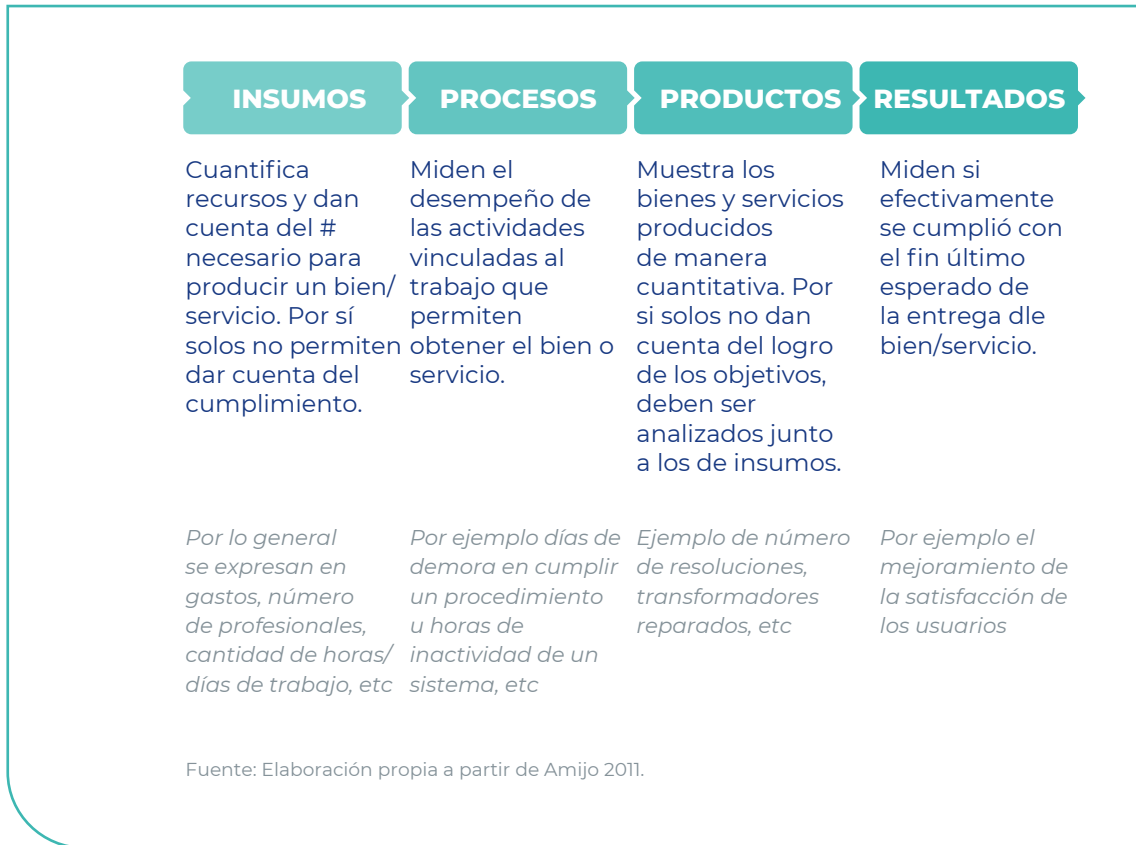 INSUMOS
PROCESOS
PRODUCTOS
RESULTADOS
Cuantifica
recursos y dan
cuenta del #
necesario para
producir un bien/
servicio. Por sí
solos no permiten
dar cuenta del
cumplimiento.
Miden el
desempeño de
las actividades
vinculadas al
trabajo que
permiten
obtener el bien o
servicio.
Muestra los
bienes y servicios
producidos
de manera
cuantitativa. Por
si solos no dan
cuenta del logro
de los objetivos,
deben ser
analizados junto
a los de insumos.
Miden si
efectivamente
se cumplió con
el fin último
esperado de
la entrega dle
bien/servicio.
Por lo general
se expresan en
gastos, número
de profesionales,
cantidad de horas/
días de trabajo, etc
Por ejemplo días de
demora en cumplir
un procedimiento
u horas de
inactividad de un
sistema, etc
Ejemplo de número
de resoluciones,
transformadores
reparados, etc
Por ejemplo el
mejoramiento de
la satisfacción de
los usuarios
Fuente: Elaboración propia a partir de Amijo 2011.